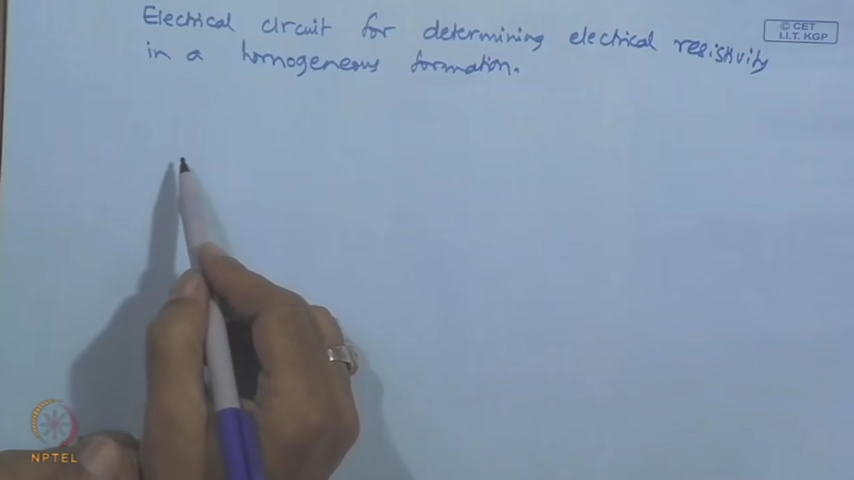 Electrical circuit for determining electrical resistivity
in a homogeneous formation.
© CET
I.I.T. KGP
NPTEL